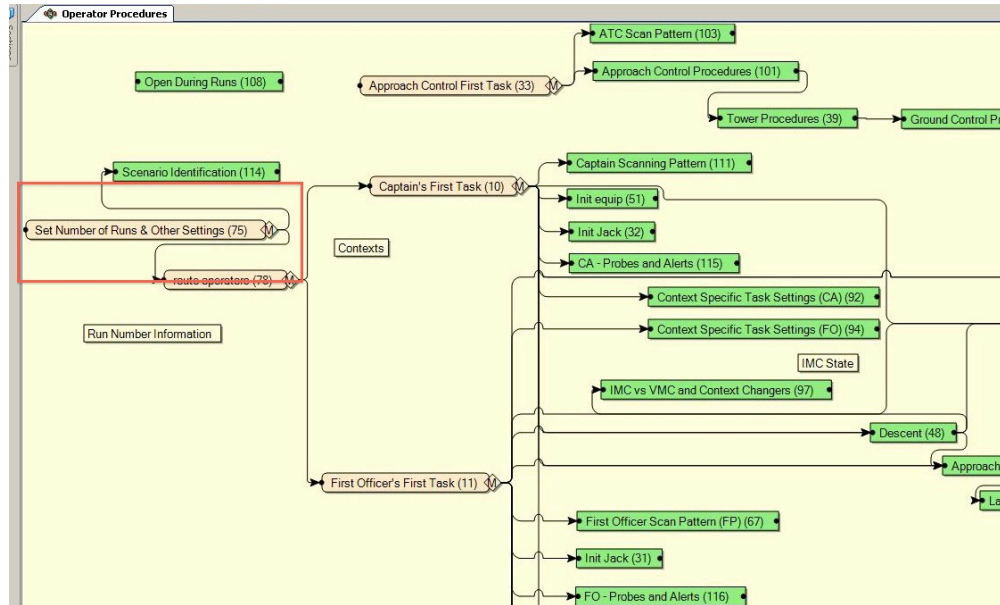 Operator Procedures
ATC Scan Pattern (103)
Open During Runs (108)
Approach Control First Task (33)
M
Approach Control Procedures (101)
Tower Procedures (39)
Ground Control Pr
Scenario Identification (114)
Captain's First Task (10)
M
Captain Scanning Pattern (111)
Init equip (51)
Set Number of Runs & Other Settings (75)
M
Init Jack (32)
Contexts
CA - Probes and Alerts (115)
route operators (78)
M
Context Specific Task Settings (CA) (92)
Run Number Information
Context Specific Task Settings (FO) (94)
IMC State
IMC vs VMC and Context Changers (97)
Descent (48)
Approach
First Officer's First Task (11)
M
La
First Officer Scan Pattern (FP) (67)
Init Jack (31)
FO - Probes and Alerts (116)